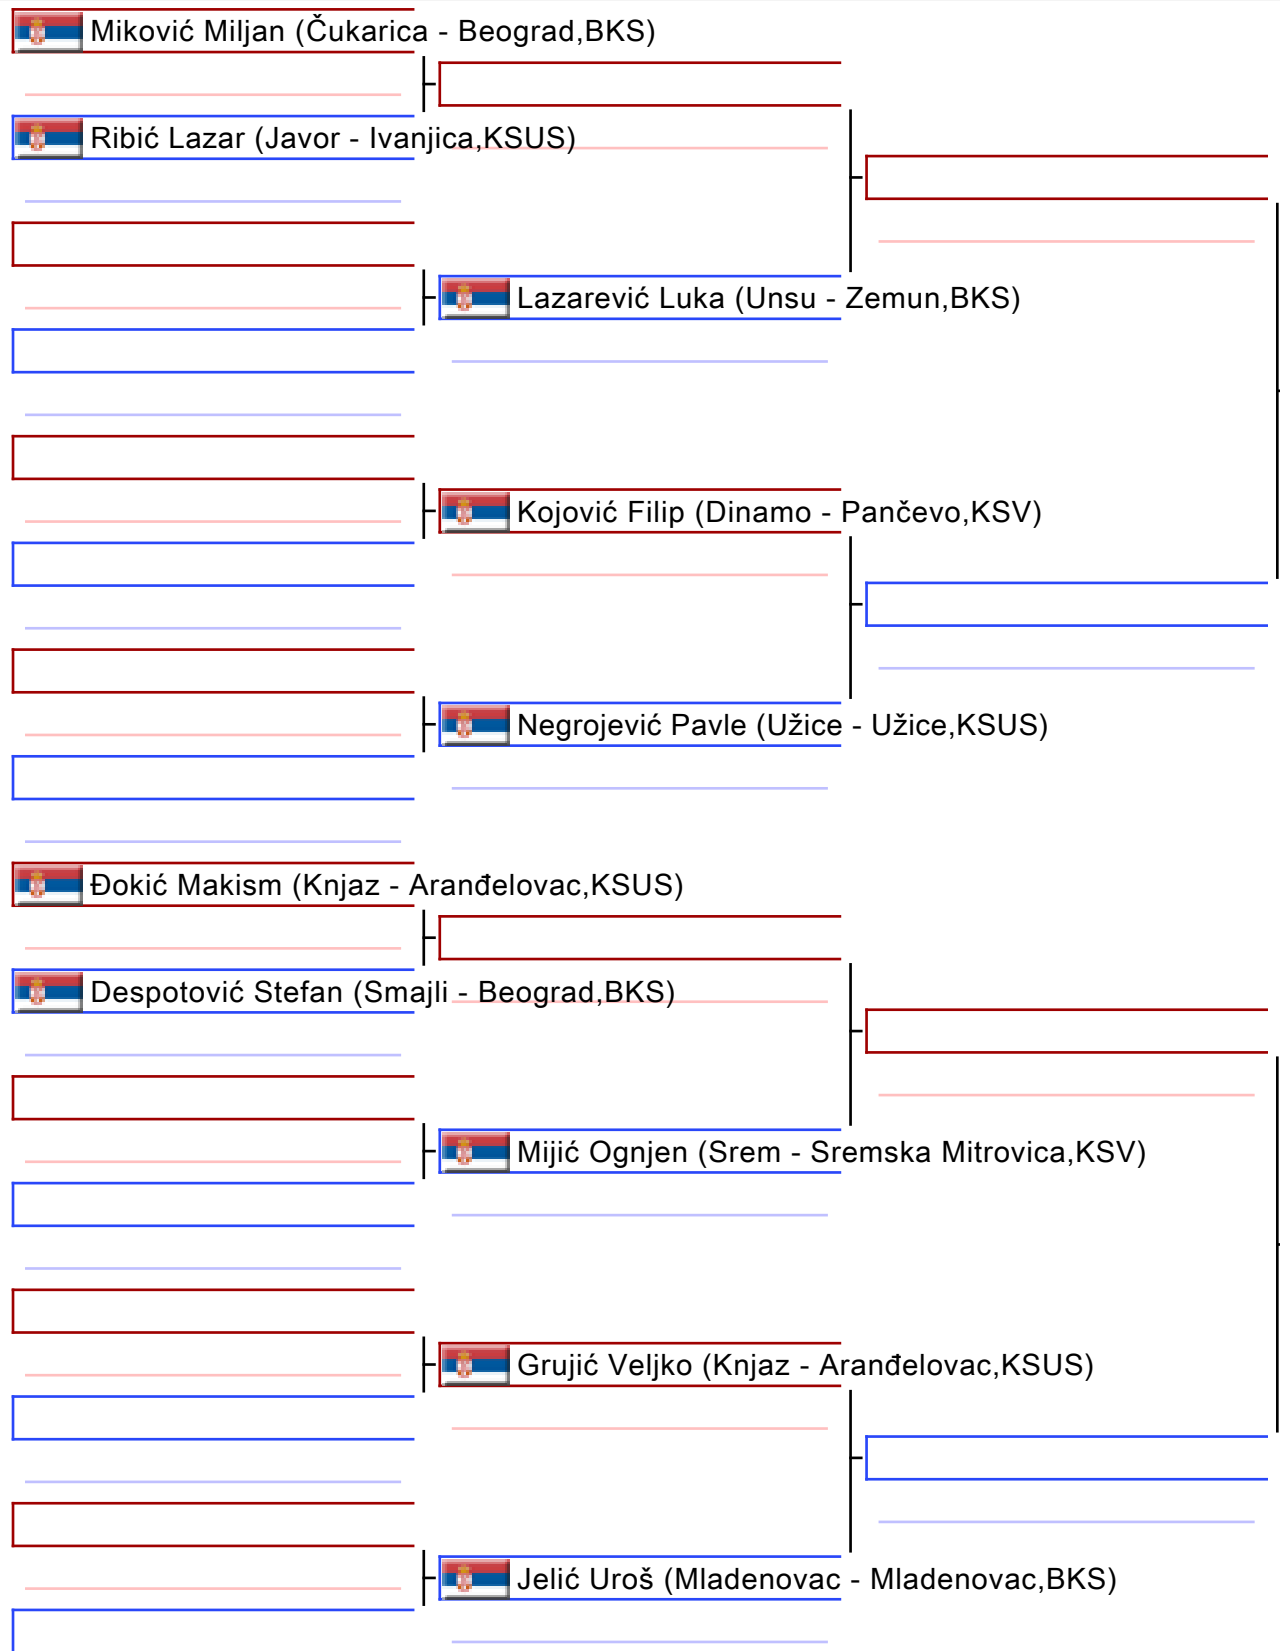 Miković Miljan (Čukarica - Beograd,BKS)
Ribić Lazar (Javor - Ivanjica,KSUS)
Lazarević Luka (Unsu - Zemun,BKS)
Kojović Filip (Dinamo - Pančevo,KSV)
Negrojević Pavle (Užice - Užice,KSUS)
Đokić Makism (Knjaz - Aranđelovac,KSUS)
Despotović Stefan (Smajli - Beograd,BKS)
Mijić Ognjen (Srem - Sremska Mitrovica,KSV)
Grujić Veljko (Knjaz - Aranđelovac,KSUS)
Jelić Uroš (Mladenovac - Mladenovac,BKS)